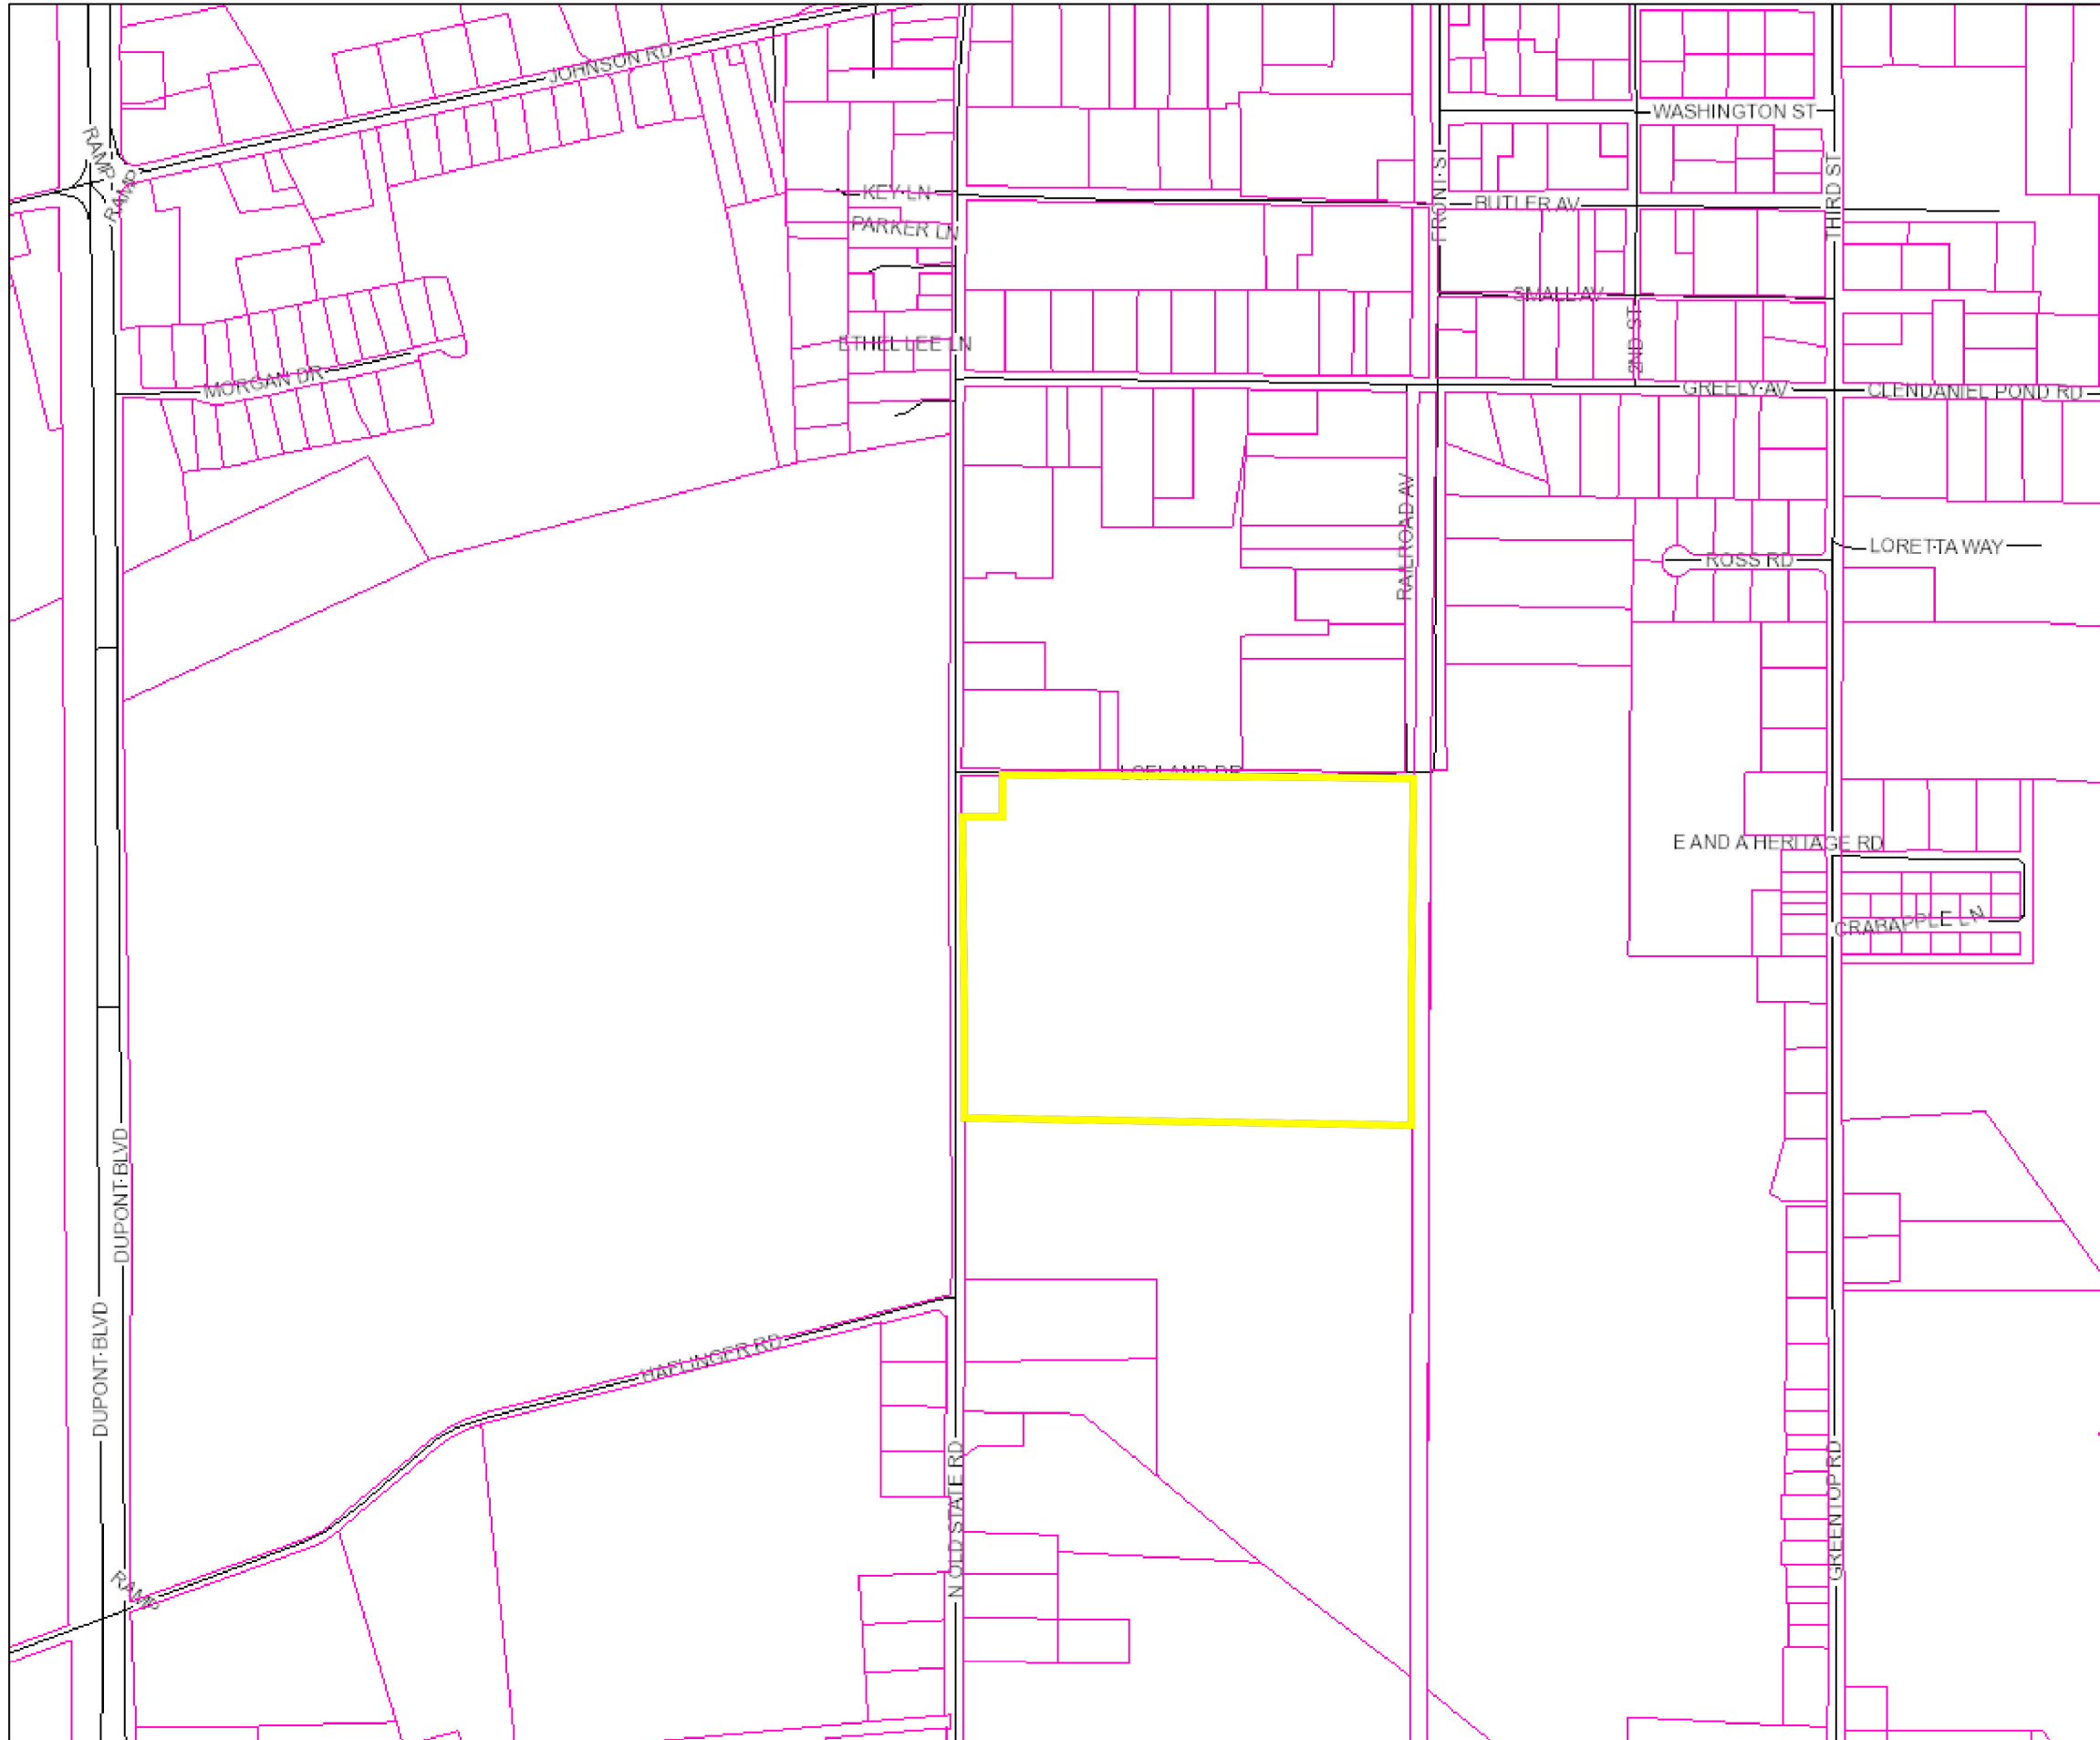 JOHNSON RD
WASHINGTON ST
RAMP
RAMP
FRONT ST
THIRD ST
KEY LN
BUTLER AV
PARKER LN
SMALL AV
2ND ST
ETHEL LEE LN
MORGAN DR
GREELY AV
CLENDANIEL POND RD
RAILROAD AV
LORETTA WAY
ROSS RD
LOFLAND RD
E AND A HERITAGE RD
CRABAPPLE LN
DUPONT BLVD
DUPONT BLVD
HAFLINGER RD
N OLD STATE RD
GREENTOP RD
RAMP